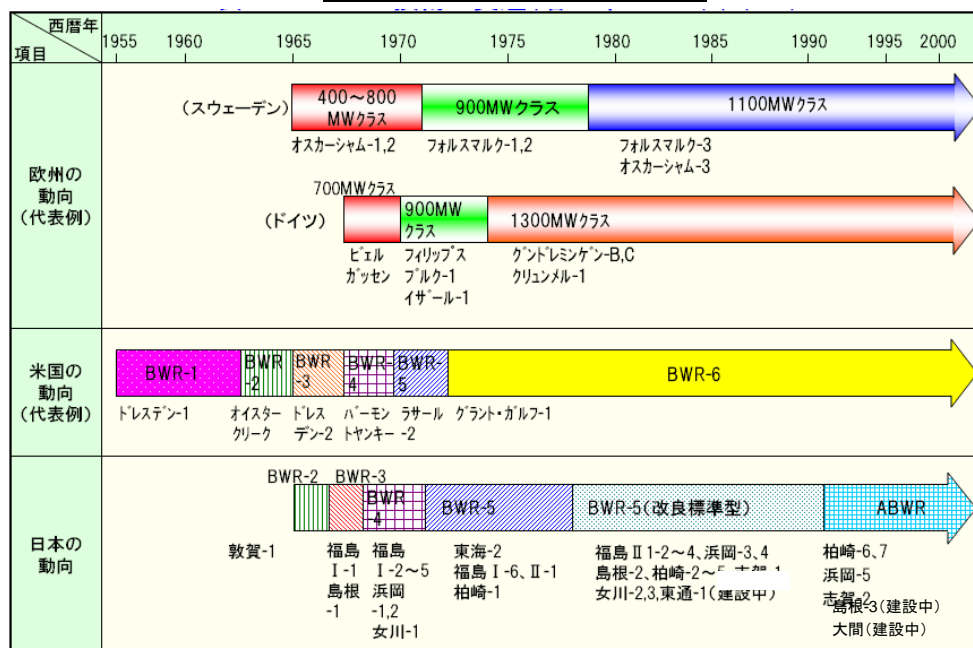 西暦年
項目
1955 1960 1965 1970 1975 1980 1985 1990 1995 2000
欧州の
動向
(代表例)
(スウェーデン)
400~800
MWクラス
900MWクラス
1100MWクラス
オスカーシャム-1,2
フォルスマルク-1,2
フォルスマルク-3
オスカーシャム-3
(ドイツ)
700MWクラス
900MW
クラス
1300MWクラス
ビェル
ガッセン
フィリップス
ブルク-1
イザール-1
グンドレミンゲン-B,C
クリュンメル-1
米国の
動向
(代表例)
BWR-1
BWR
-2
BWR
-3
BWR-
4
BWR-
5
BWR-6
ドレスデン-1
オイスター
クリーク
ドレス
デン-2
バーモン
トヤンキー
ラサール
-2
グラント・ガルフ-1
日本の
動向
BWR-2
BWR-3
BWR
-4
BWR-5
BWR-5(改良標準型)
ABWR
敦賀-1
福島
Ⅰ-1
島根
-1
福島
Ⅰ-2~5
浜岡
-1,2
女川-1
東海-2
福島Ⅰ-6、Ⅱ-1
柏崎-1
福島Ⅱ1-2~4、浜岡-3、4
島根-2、柏崎-2~5、志賀-1
女川-2,3,東通-1(建設中)
柏崎-6、7
浜岡-5
志賀-2
島根-3(建設中)
大間(建設中)